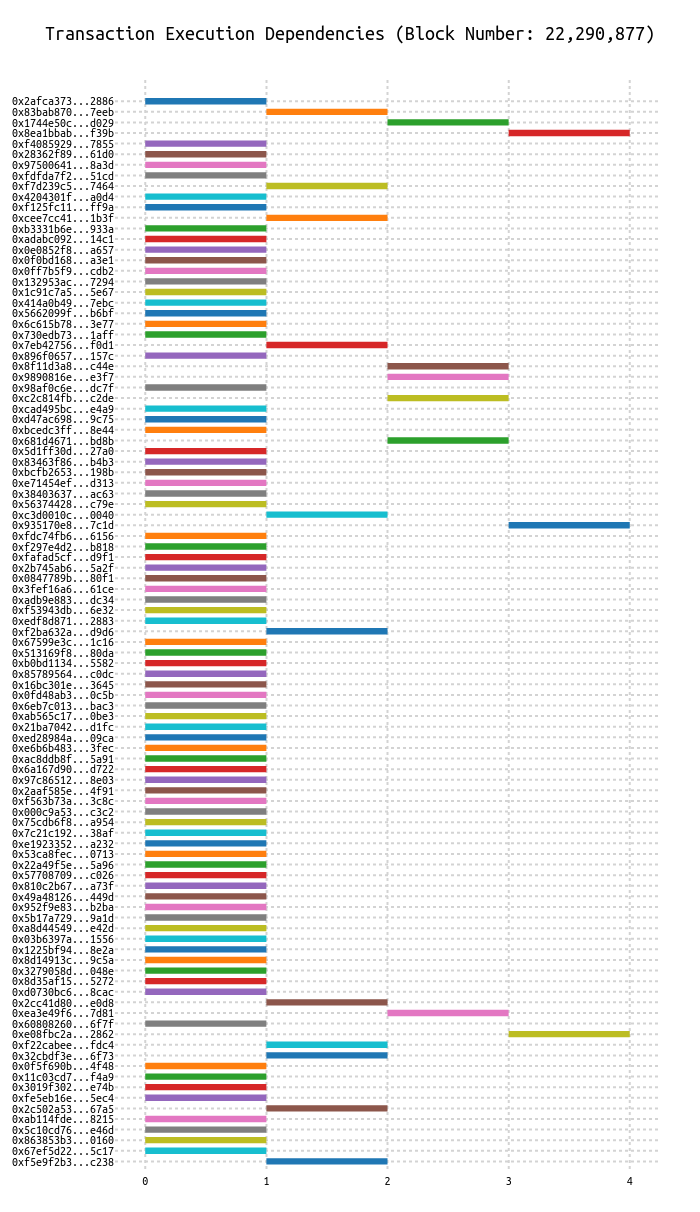 Transaction Execution Dependencies (Block Number: 22,290,877)
0x2afca373...2886
0x83bab870...7eeb
0x1744e50c...d029
0x8ea1bbab...f39b
0xf4085929...7855
0x28362f89...61d0
0x97500641...8a3d
0xfdfda7f2...51cd
0xf7d239c5...7464
0x4204301f...a0d4
0xf125fc11...ff9a
0xcee7cc41...1b3f
0xb3331b6e...933a
0xadabc092...14c1
0x0e0852f8...a657
0x0f0bd168...a3e1
0x0ff7b5f9...cdb2
0x132953ac...7294
0x1c91c7a5...5e67
0x414a0b49...7ebc
0x5662099f...b6bf
0x6c615b78...3e77
0x730edb73...1aff
0x7eb42756...f0d1
0x896f0657...157c
0x8f11d3a8...c44e
0x9890816e...e3f7
0x98af0c6e...dc7f
0xc2c814fb...c2de
0xcad495bc...e4a9
0xd47ac698...9c75
0xbcedc3ff...8e44
0x681d4671...bd8b
0x5d1ff30d...27a0
0x83463f86...b4b3
0xbcfb2653...198b
0xe71454ef...d313
0x38403637...ac63
0x56374428...c79e
0xc3d0010c...0040
0x935170e8...7c1d
0xfdc74fb6...6156
0xf297e4d2...b818
0xfafad5cf...d9f1
0x2b745ab6...5a2f
0x0847789b...80f1
0x3fef16a6...61ce
0xadb9e883...dc34
0xf53943db...6e32
0xedf8d871...2883
0xf2ba632a...d9d6
0x67599e3c...1c16
0x513169f8...80da
0xb0bd1134...5582
0x85789564...c0dc
0x16bc301e...3645
0x0fd48ab3...0c5b
0x6eb7c013...bac3
0xab565c17...0be3
0x21ba7042...d1fc
0xed28984a...09ca
0xe6b6b483...3fec
0xac8ddb8f...5a91
0x6a167d90...d722
0x97c86512...8e03
0x2aaf585e...4f91
0xf563b73a...3c8c
0x000c9a53...c3c2
0x75cdb6f8...a954
0x7c21c192...38af
0xe1923352...a232
0x53ca8fec...0713
0x22a49f5e...5a96
0x57708709...c026
0x810c2b67...a73f
0x49a48126...449d
0x952f9e83...b2ba
0x5b17a729...9a1d
0xa8d44549...e42d
0x03b6397a...1556
0x1225bf94...8e2a
0x8d14913c...9c5a
0x3279058d...048e
0x8d35af15...5272
0xd0730bc6...8cac
0x2cc41d80...e0d8
0xea3e49f6...7d81
0x60808260...6f7f
0xe08fbc2a...2862
0xf22cabee...fdc4
0x32cbdf3e...6f73
0x0f5f690b...4f48
0x11c03cd7...f4a9
0x3019f302...e74b
0xfe5eb16e...5ec4
0x2c502a53...67a5
0xab114fde...8215
0x5c10cd76...e46d
0x863853b3...0160
0x67ef5d22...5c17
0xf5e9f2b3...c238
0 1 2 3 4